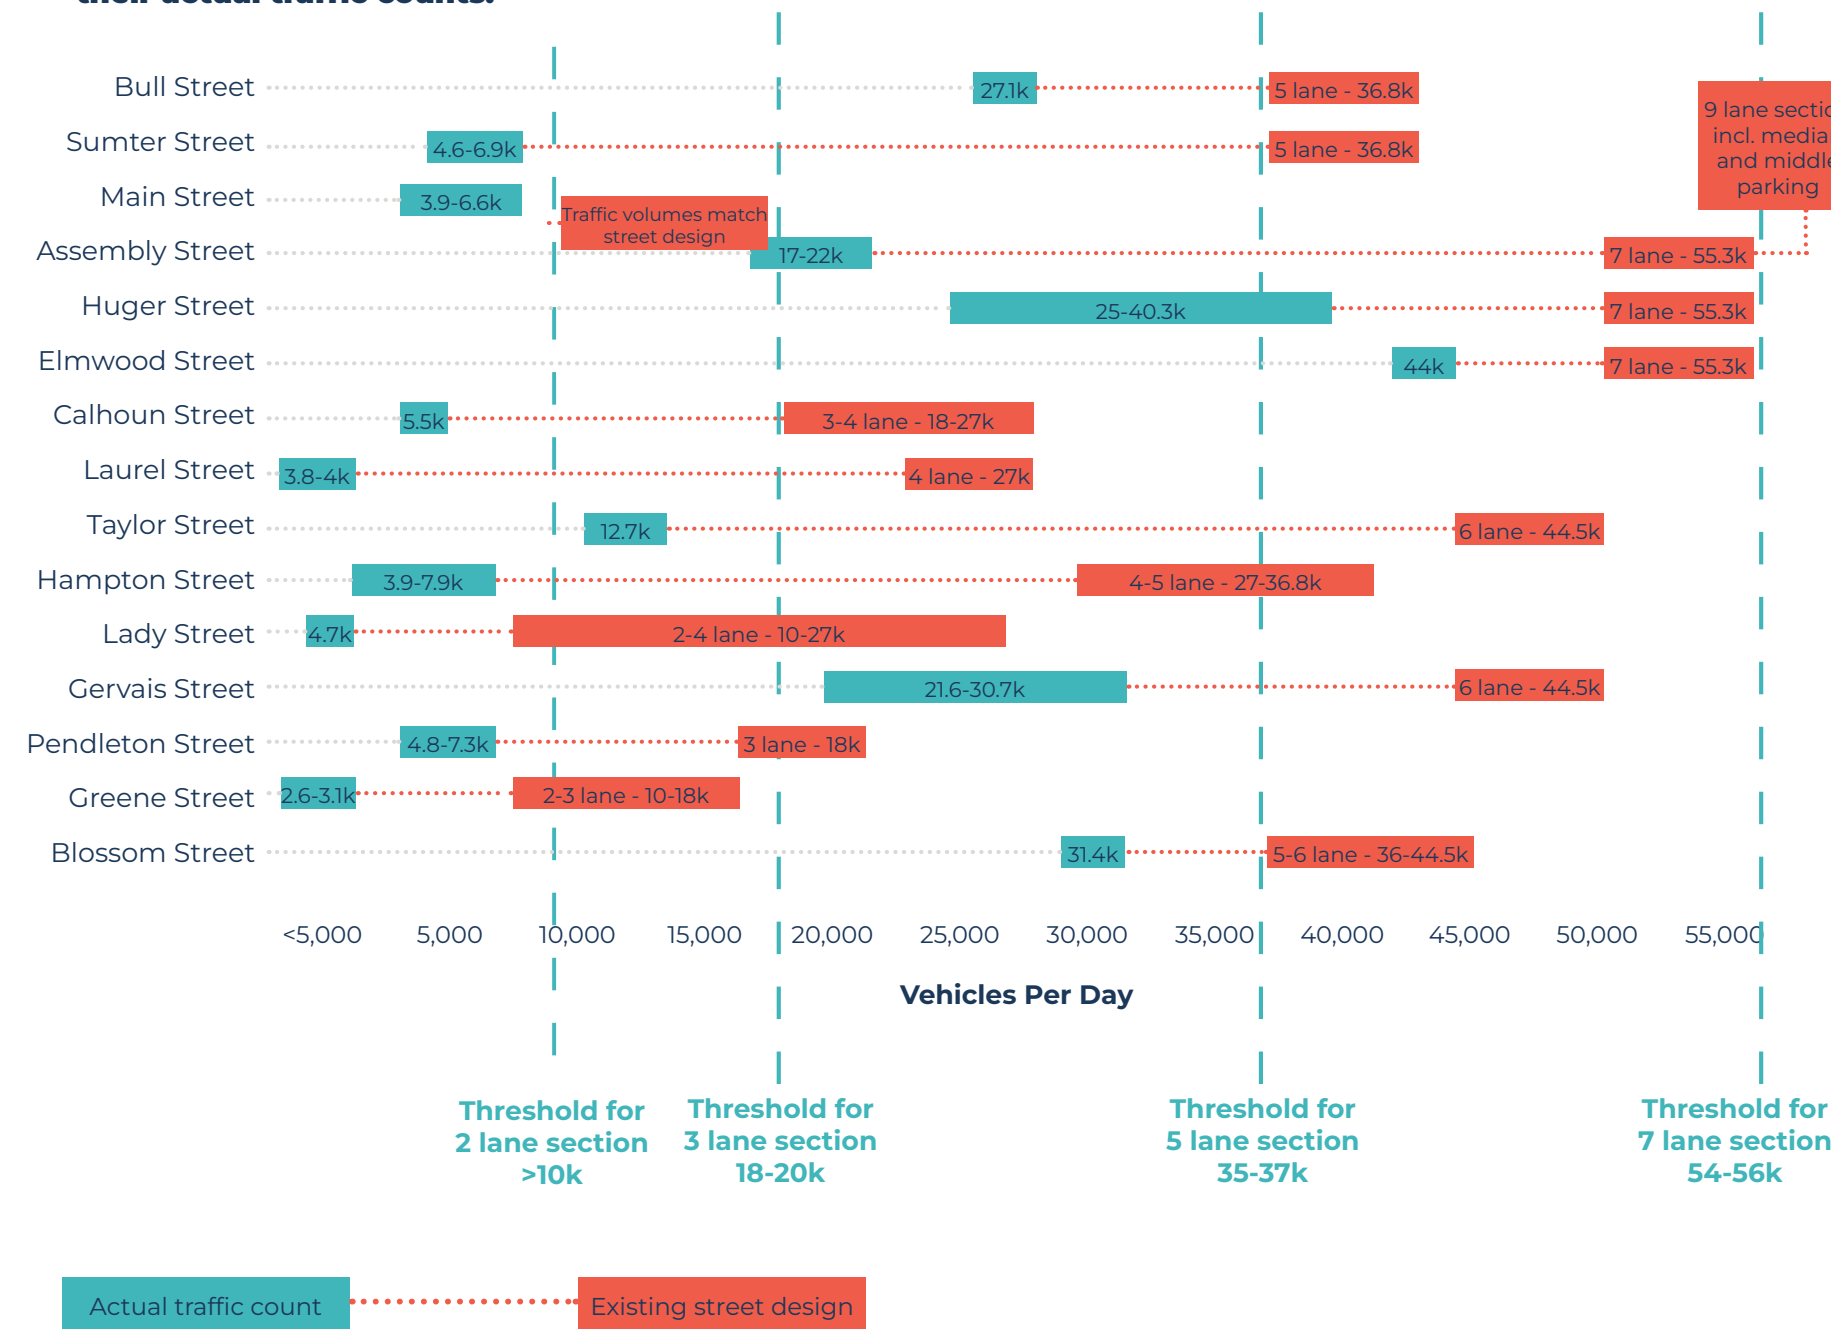 their actual traffic counts.
Bull Street
27.1k
5 lane - 36.8k
Sumter Street
4.6-6.9k
5 lane - 36.8k
9 lane
incl.
and
parking
Main Street
3.9-6.6k
Traffic volumes match
street design
Assembly Street
17-22k
7 lane - 55.3k
Huger Street
25-40.3k
7 lane - 55.3k
Elmwood Street
44k
7 lane - 55.3k
Calhoun Street
5.5k
3-4 lane - 18-27k
Laurel Street
3.8-4k
4 lane - 27k
Taylor Street
12.7k
6 lane - 44.5k
Hampton Street
3.9-7.9k
4-5 lane - 27-36.8k
Lady Street
4.7k
2-4 lane - 10-27k
Gervais Street
21.6-30.7k
6 lane - 44.5k
Pendleton Street
4.8-7.3k
3 lane - 18k
Greene Street
2.6-3.1k
2-3 lane - 10-18k
Blossom Street
31.4k
5-6 lane - 36-44.5k
<5,000 5,000 10,000 15,000 20,000 25,000 30,000 35,000 40,000 45,000 50,000 55,000
Vehicles Per Day
Threshold for
2 lane section
>10k
Threshold for
3 lane section
18-20k
Threshold for
5 lane section
35-37k
Threshold for
7 lane section
54-56k
Actual traffic count
Existing street design